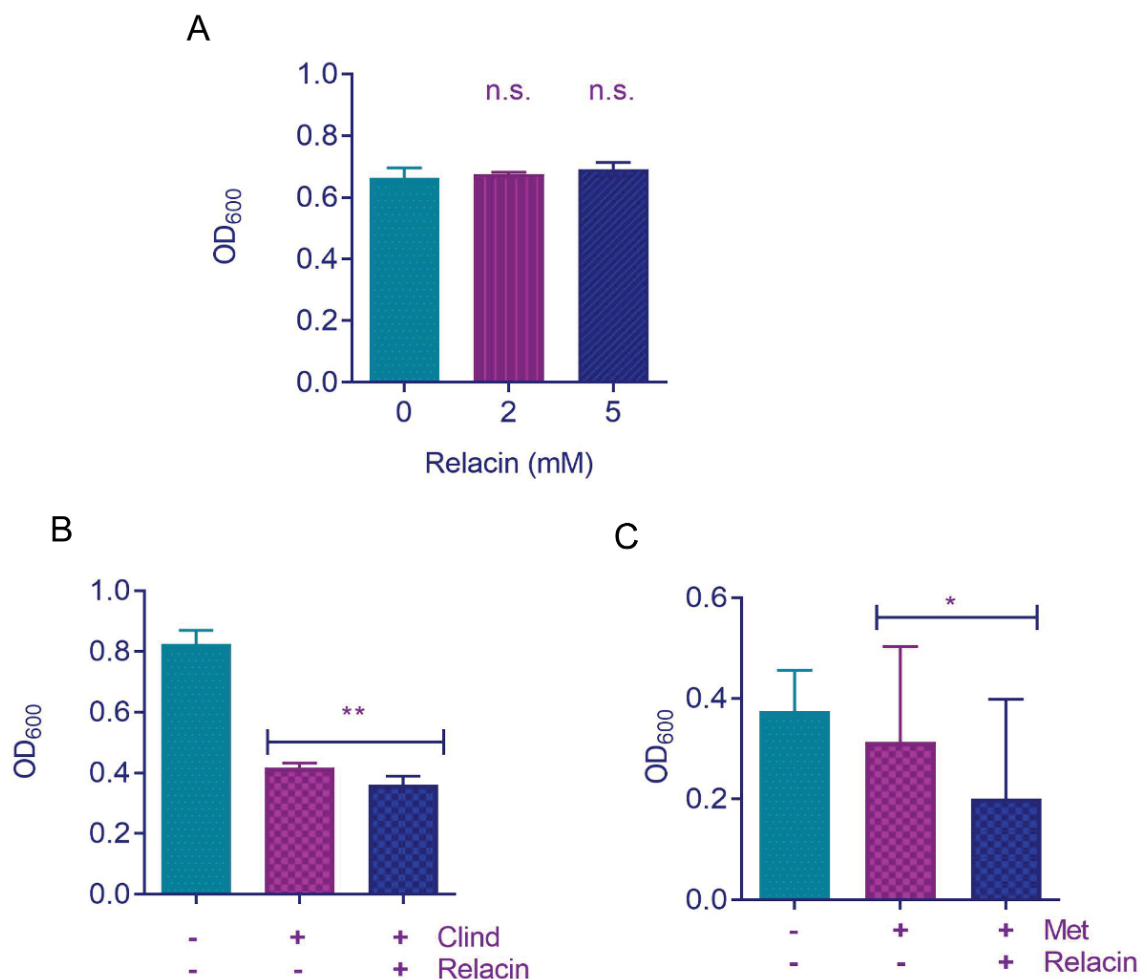 A
1.0
n.s. n.s.
0.8
0.6
0.4
0.2
0.0
OD600
0 2 5
Relacin (mM)
B
1.0
0.8
0.6
0.4
0.2
0.0
OD600
**
- + + Clind
- - + Relacin
C
0.6
0.4
0.2
0.0
OD600
*
- + + Met
- - + Relacin